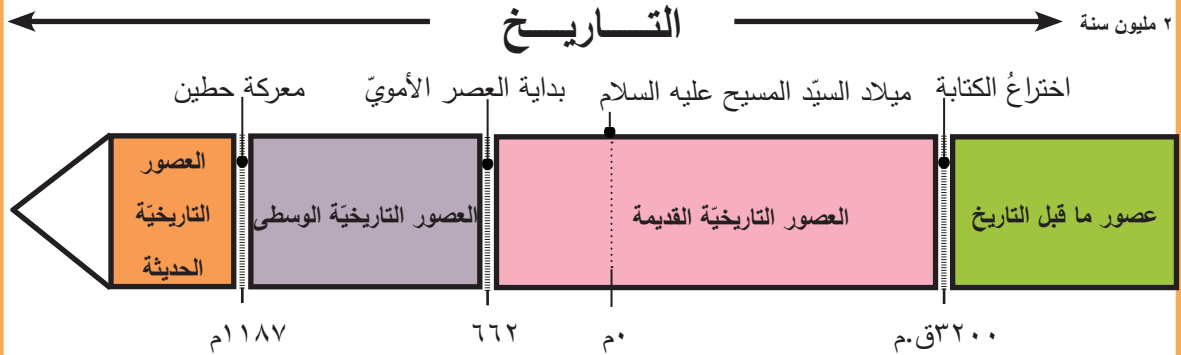 ٢ مليون سنة
التـــاريـــخ
اختراعُ الكتابة
ميلاد السيّد المسيح عليه السلام
بداية العصر الأمويّ
معركة حطين
عصور ما قبل التاريخ
العصور التاريخيّة القديمة
العصور التاريخيّة الوسطى
العصور
التاريخيّة
الحديثة
٣٢٠٠ق.م
٠م
٦٦٢
١١٨٧م